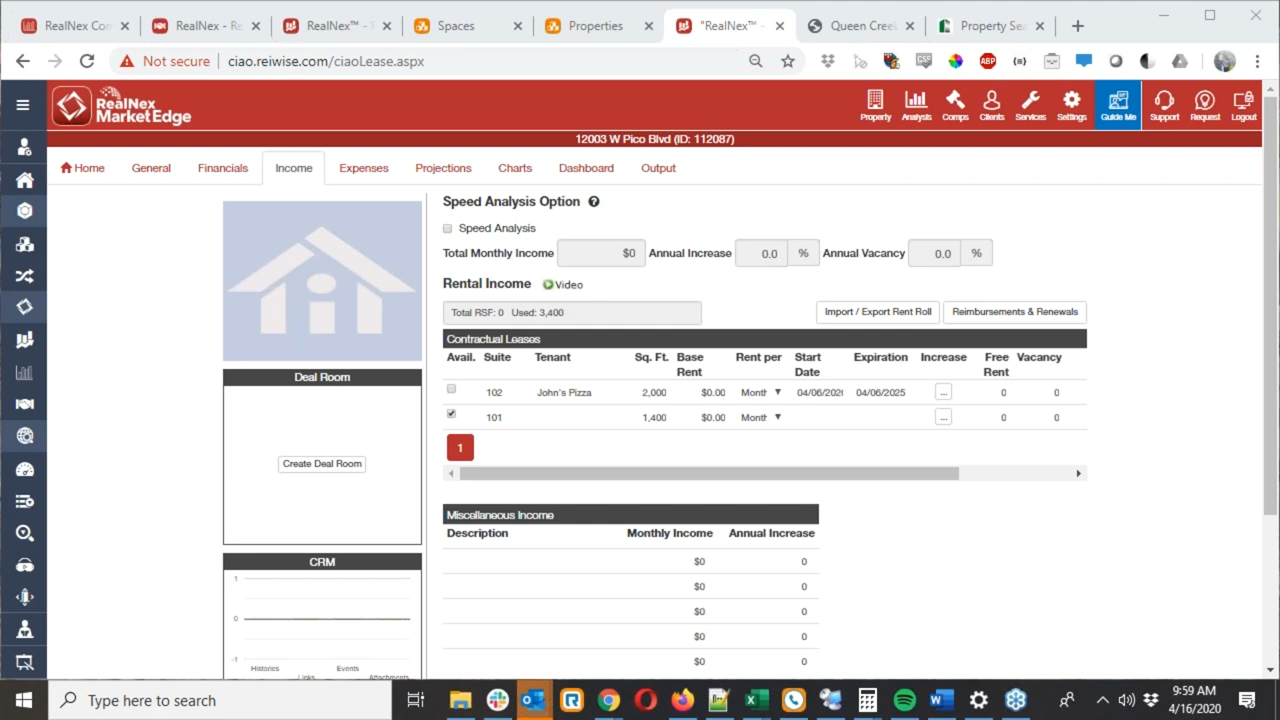 RealNex Con
RealNex - Re
RealNex™ - F
Spaces
Properties
"RealNex™ -
Queen Creek
Property Sea
Not secure
ciao.reiwise.com/ciaoLease.aspx
RealNex
MarketEdge
Property
Analysis
Comps
Clients
Services
Settings
Guide Me
Support
Request
Logout
12003 W Pico Blvd (ID: 112087)
Home
General
Financials
Income
Expenses
Projections
Charts
Dashboard
Output
Speed Analysis Option
Speed Analysis
Total Monthly Income $0 Annual Increase 0.0 % Annual Vacancy 0.0 %
Rental Income Video
Total RSF: 0 Used: 3,400
Import / Export Rent Roll
Reimbursements & Renewals
Contractual Leases
Avail. Suite Tenant Sq. Ft. Base Rent Rent per Start Date Expiration Increase Free Rent Vacancy
102 John's Pizza 2,000 $0.00 Month 04/06/2020 04/06/2025 ... 0 0
101 1,400 $0.00 Month ... 0 0
1
Deal Room
Create Deal Room
Miscellaneous Income
Description Monthly Income Annual Increase
$0 0
$0 0
$0 0
$0 0
$0 0
CRM
1
0
-1
Histories
Links
Events
Attachments
Type here to search
9:59 AM
4/16/2020